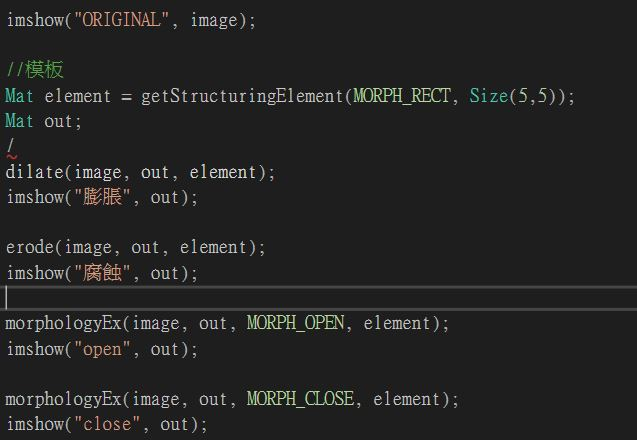 imshow("ORIGINAL", image);
//模板
Mat element = getStructuringElement(MORPH_RECT, Size(5,5));
Mat out;
/
dilate(image, out, element);
imshow("膨脹", out);
erode(image, out, element);
imshow("腐蝕", out);
morphologyEx(image, out, MORPH_OPEN, element);
imshow("open", out);
morphologyEx(image, out, MORPH_CLOSE, element);
imshow("close", out);